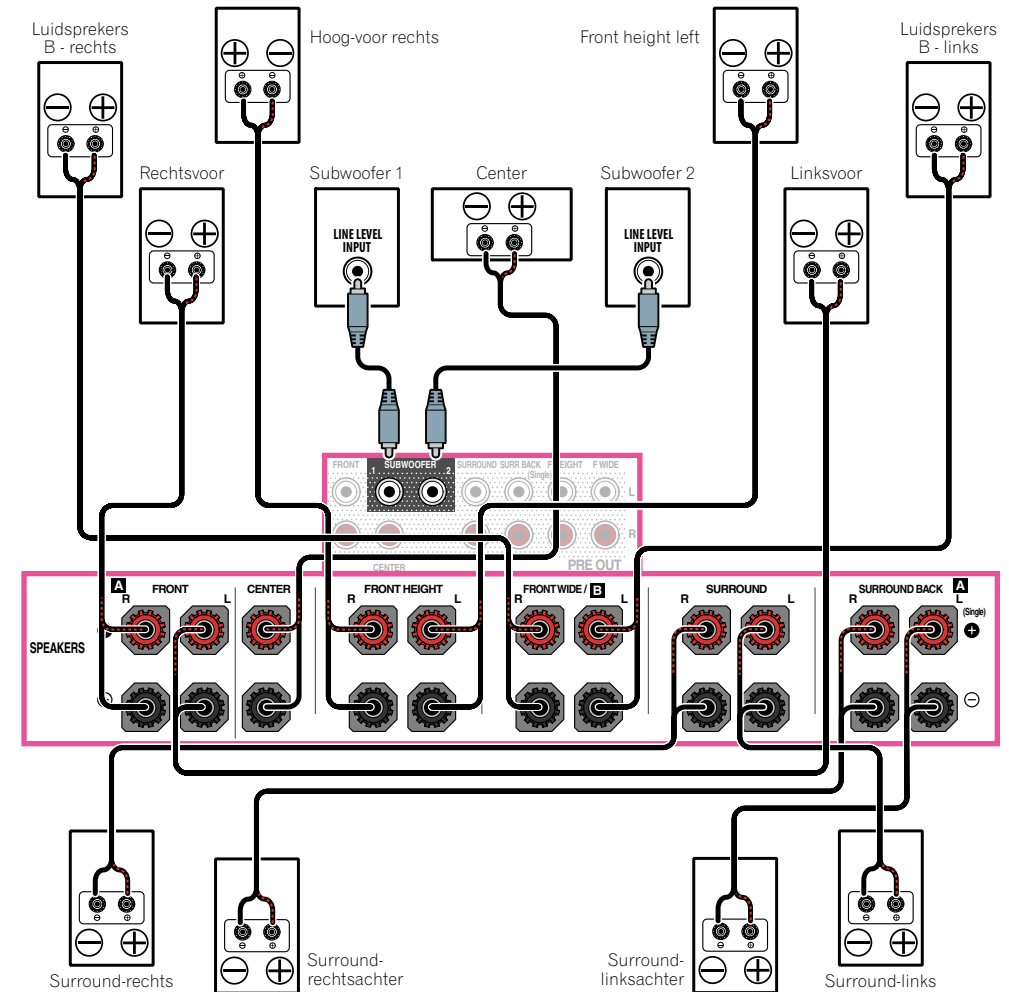 Luidsprekers
B - rechts
Hoog-voor rechts
Front height left
Luidsprekers
B - links
Rechtsvoor
Subwoofer 1
Center
Subwoofer 2
Linksvoor
LINE LEVEL
INPUT
LINE LEVEL
INPUT
FRONT
SUBWOOFER
1
2
SURROUND
SURR BACK
(Single)
F WIDE
L
R
CENTER
PRE OUT
SPEAKERS
A
FRONT
R
L
CENTER
FRONT HEIGHT
R
L
FRONT WIDE / B
R
L
SURROUND
R
L
SURROUND BACK
A
R
L
(Single)
Surround-rechts
Surround-
rechtsachter
Surround-
linksachter
Surround-links